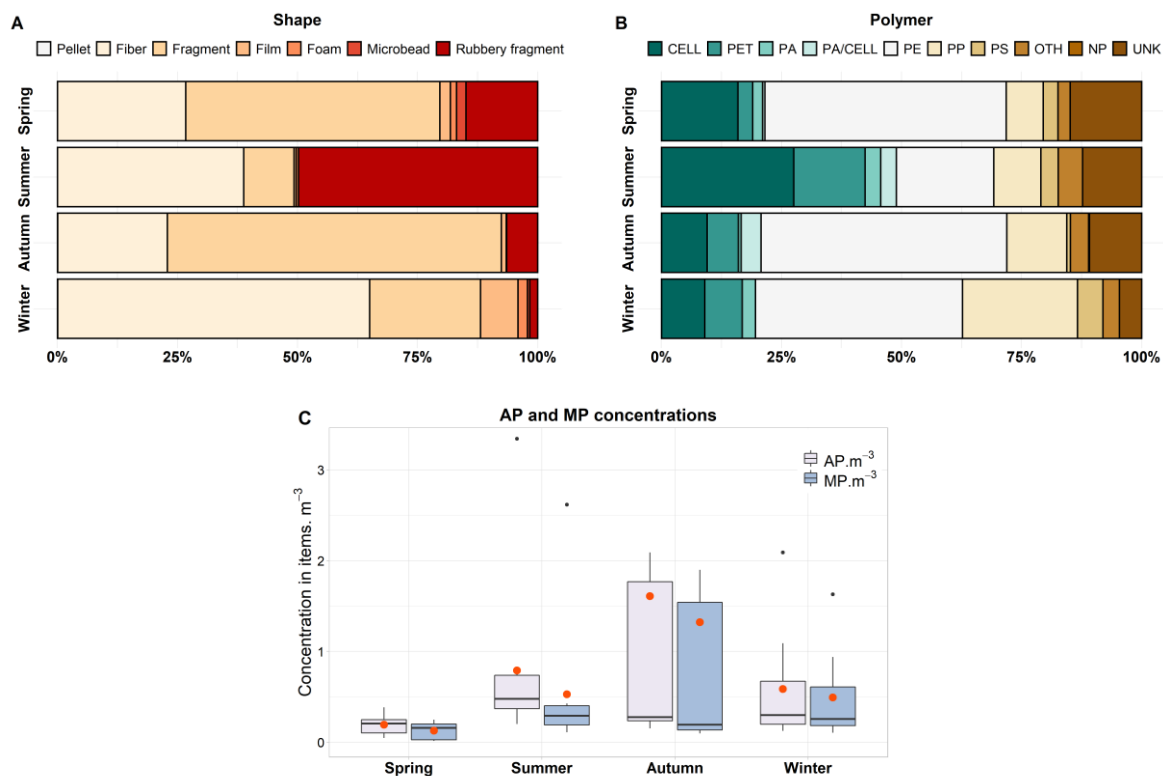 A
Shape
Pellet Fiber Fragment Film Foam Microbead Rubbery fragment
Spring
Summer
Autumn
Winter
0% 25% 50% 75% 100%
B
Polymer
CELL PET PA PA/CELL PE PP PS OTH NP UNK
Spring
Summer
Autumn
Winter
0% 25% 50% 75% 100%
C
AP and MP concentrations
AP.m⁻³
MP.m⁻³
Concentration in items. m⁻³
3
2
1
0
Spring Summer Autumn Winter